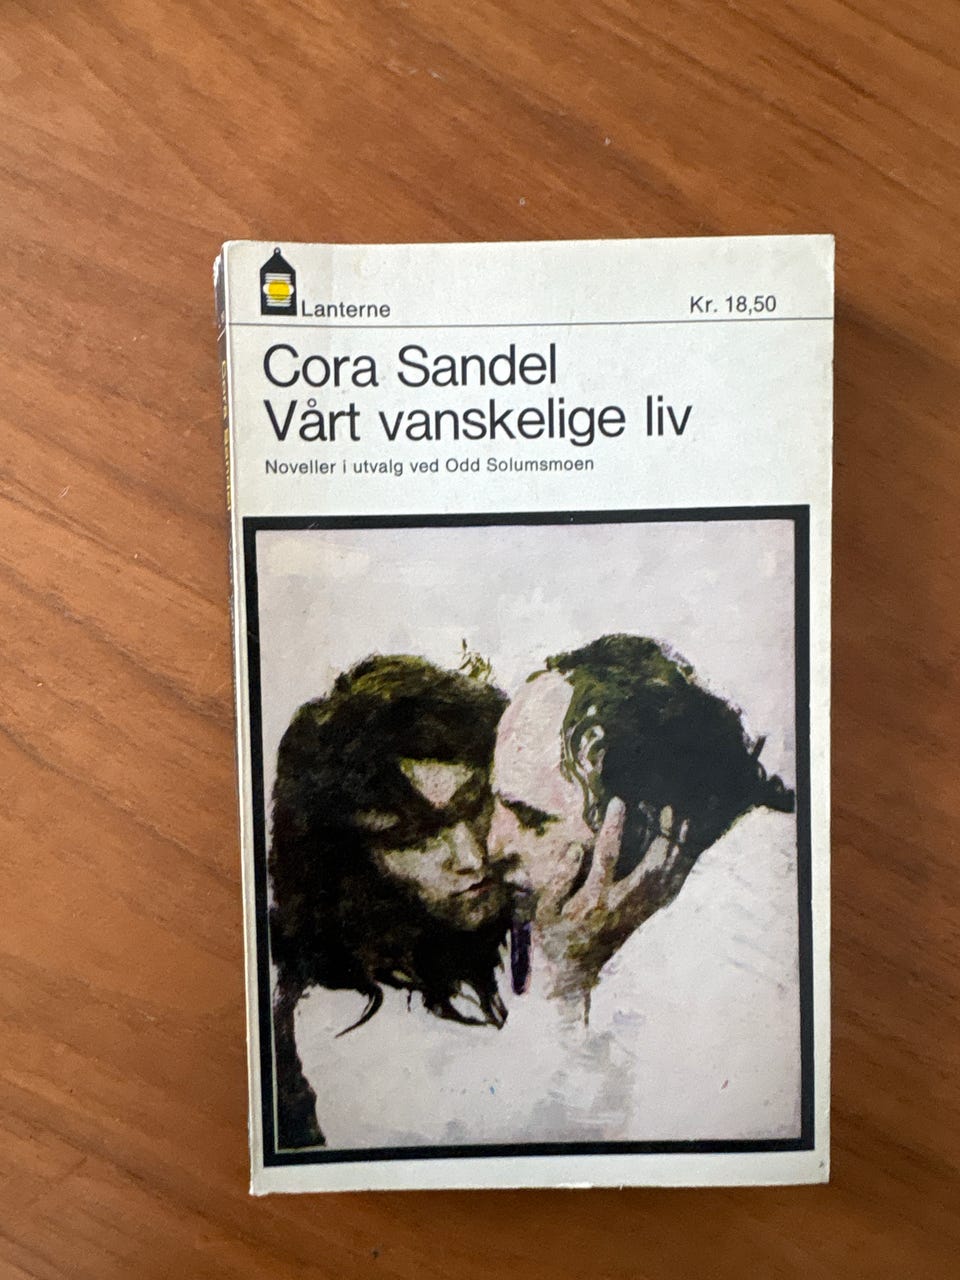 Lanterne
Kr. 18,50
Cora Sandel
Vårt vanskelige liv
Noveller i utvalg ved Odd Solumsmoen